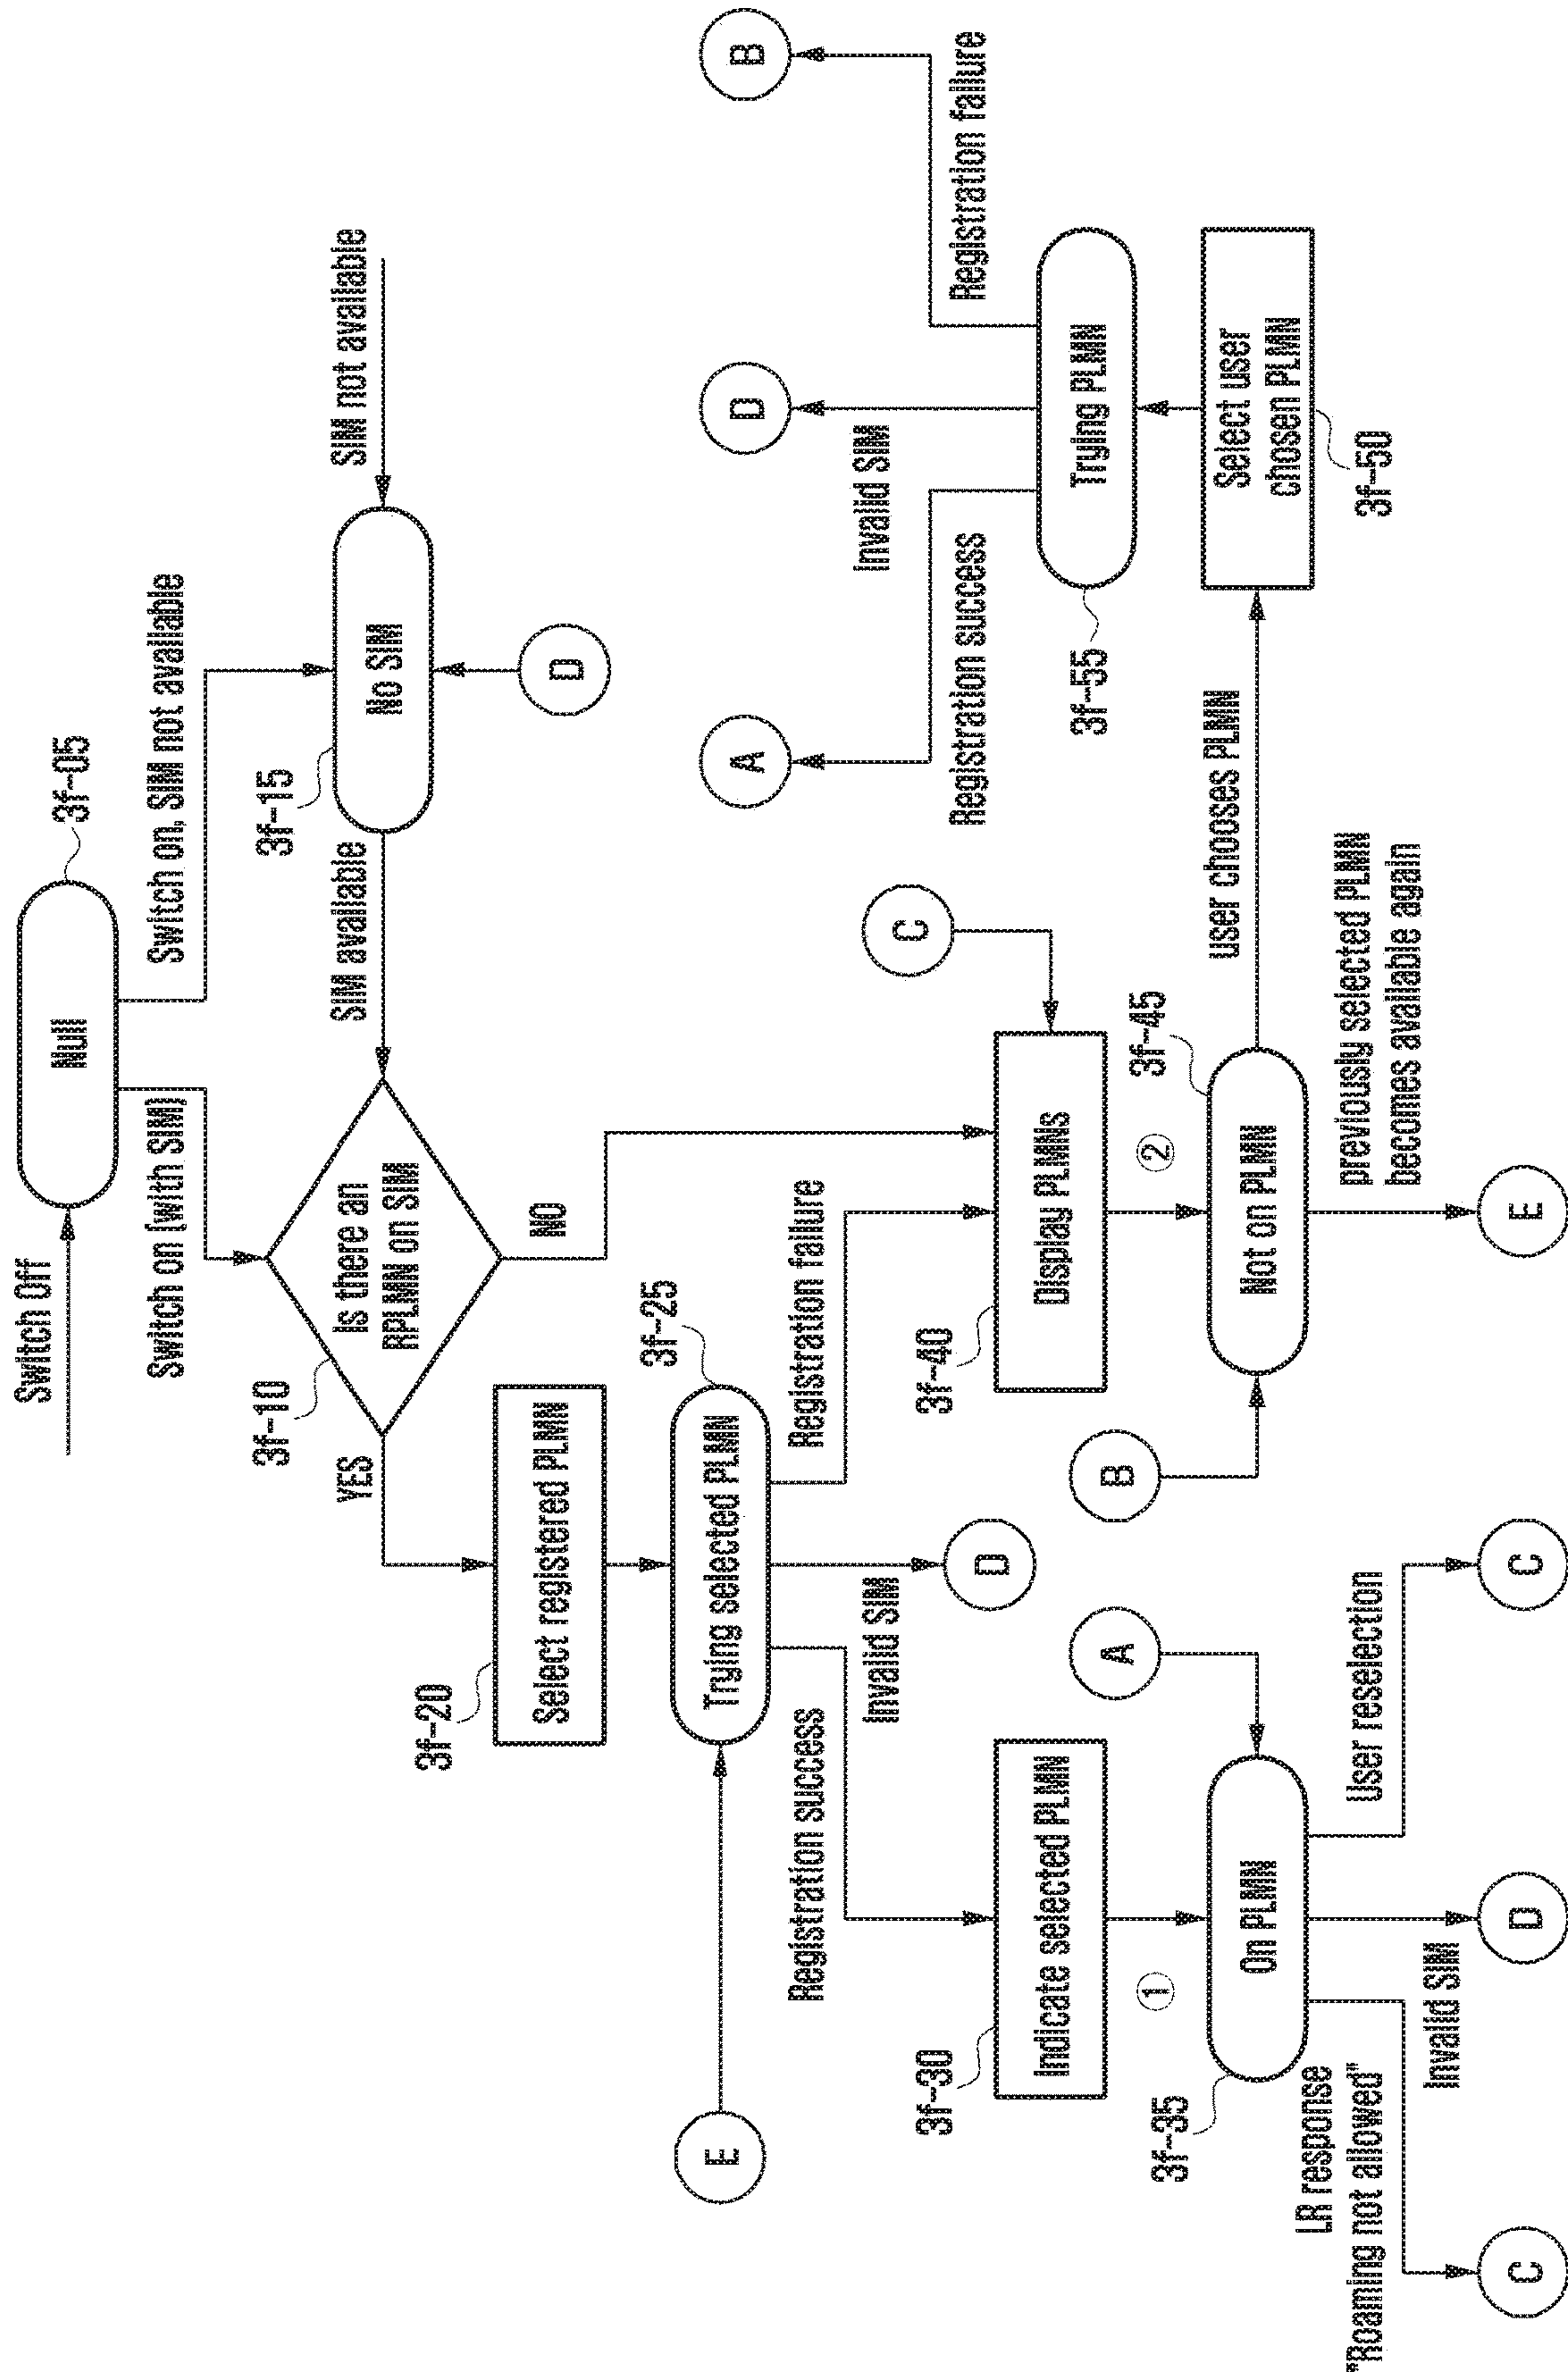 Switch Off
Null
3f-05
Switch on (with SIM)
Switch on, SIM not available
3f-10
Is there an
RPLMN on SIM
SIM available
3f-15
No SIM
SIM not available
YES
NO
D
3f-20
Select registered PLMN
E
Trying selected PLMN
3f-25
Registration success
Invalid SIM
Registration failure
D
C
3f-30
Indicate selected PLMN
3f-40
Display PLMNs
①
A
B
②
3f-35
On PLMN
Not on PLMN
3f-45
user chooses PLMN
LR response
"Roaming not allowed"
Invalid SIM
User reselection
previously selected PLMN
becomes available again
C
D
C
E
A
D
B
Registration success
Invalid SIM
Registration failure
3f-55
Trying PLMN
Select user
chosen PLMN
3f-50